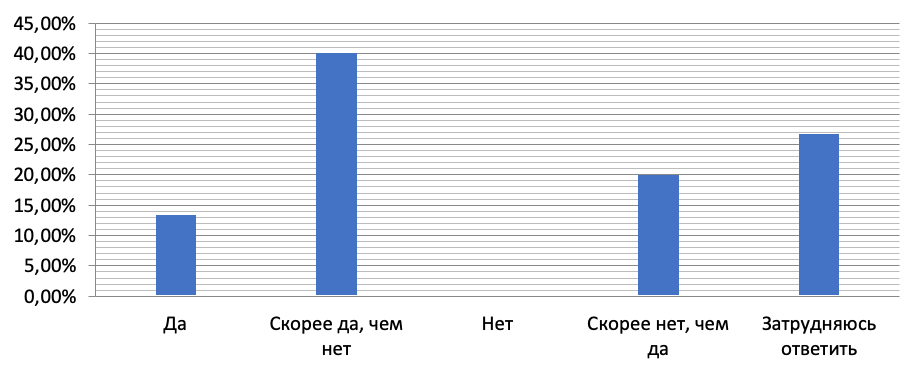 45,00%
40,00%
35,00%
30,00%
25,00%
20,00%
15,00%
10,00%
5,00%
0,00%
Да
Скорее да, чем
нет
Нет
Скорее нет, чем
да
Затрудняюсь
ответить